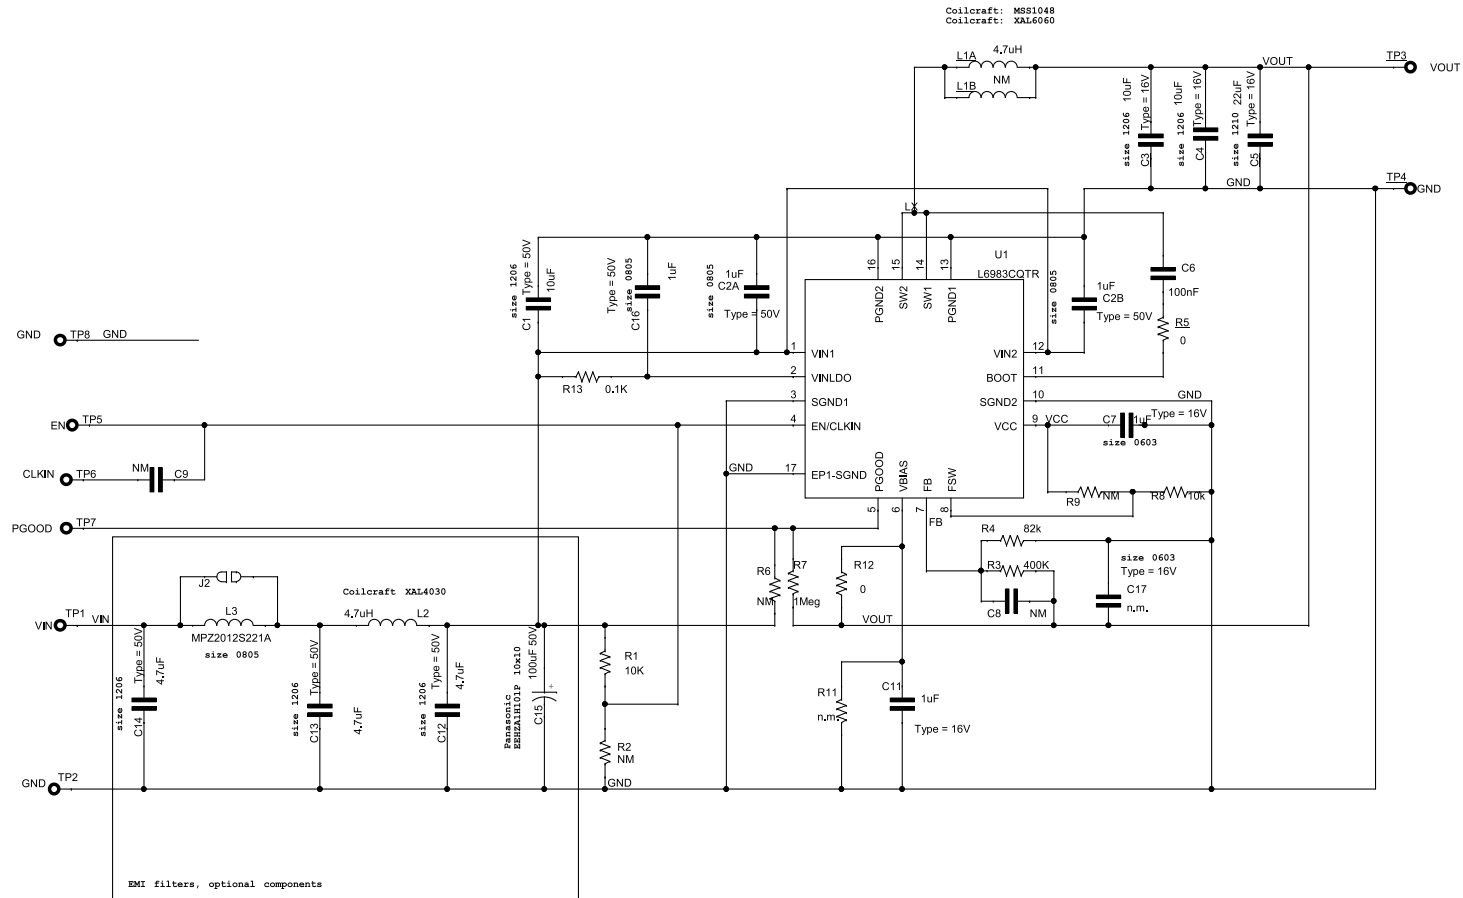 Coilcraft: MSS1048
Coilcraft: XAL6060
L1A
4.7uH
NM
L1B
VOUT
TP3
VOUT
size 1206
10uF
Type = 16V
C3
size 1206
10uF
Type = 16V
C4
size 1210
22uF
Type = 16V
C5
GND
TP4
GND
LX
size 1206
Type = 50V
10uF
C1
Type = 50V
size 0805
1uF
C16
size 0805
1uF
C2A
Type = 50V
16
15
14
13
U1
L6983CQTR
PGND2
SW2
SW1
PGND1
size 0805
1uF
C2B
Type = 50V
C6
100nF
R5
0
GND
TP8
GND
1
VIN1
VIN2
12
R13
0.1K
2
VINLDO
BOOT
11
3
SGND1
SGND2
10
GND
EN
TP5
4
EN/CLKIN
VCC
9
VCC
C7
1uF
Type = 16V
size 0603
CLKIN
TP6
NM
C9
GND
17
EP1-SGND
PGOOD
VBIAS
FB
FSW
R9
NM
R8
10k
PGOOD
TP7
5
6
7
8
FB
R4
82k
R3
400K
C8
NM
size 0603
Type = 16V
C17
n.m.
R6
NM
R7
1Meg
R12
0
VOUT
J2
Coilcraft XAL4030
VIN
TP1
VIN
L3
MPZ2012S221A
size 0805
4.7uH
L2
size 1206
Type = 50V
4.7uF
C14
size 1206
Type = 50V
4.7uF
C13
size 1206
Type = 50V
4.7uF
C12
Panasonic
EEHZA1H101P 10x10
100uF 50V
+
C15
R1
10K
R2
NM
R11
n.m.
C11
1uF
Type = 16V
GND
TP2
GND
EMI filters, optional components